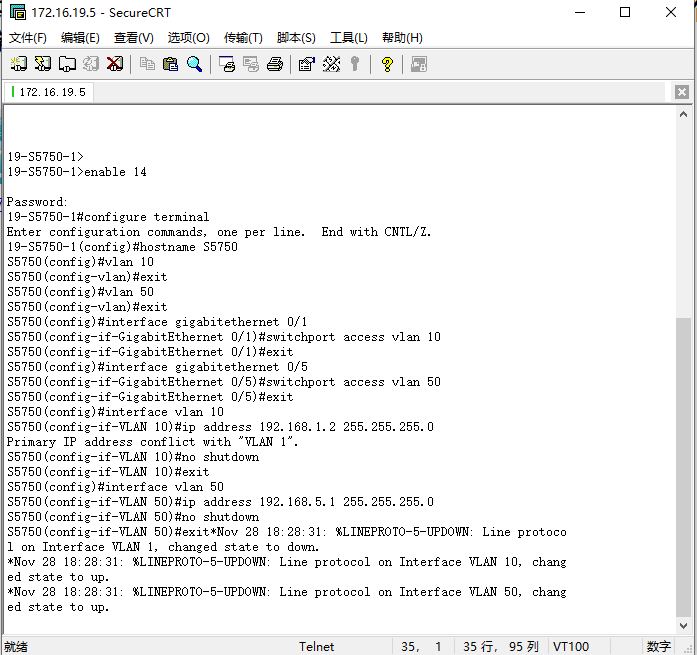 172.16.19.5 - SecureCRT
文件(F) 编辑(E) 查看(V) 选项(O) 传输(T) 脚本(S) 工具(L) 帮助(H)
172.16.19.5
19-S5750-1>
19-S5750-1>enable 14
Password:
19-S5750-1#configure terminal
Enter configuration commands, one per line.  End with CNTL/Z.
19-S5750-1(config)#hostname S5750
S5750(config)#vlan 10
S5750(config-vlan)#exit
S5750(config)#vlan 50
S5750(config-vlan)#exit
S5750(config)#interface gigabitethernet 0/1
S5750(config-if-GigabitEthernet 0/1)#switchport access vlan 10
S5750(config-if-GigabitEthernet 0/1)#exit
S5750(config)#interface gigabitethernet 0/5
S5750(config-if-GigabitEthernet 0/5)#switchport access vlan 50
S5750(config-if-GigabitEthernet 0/5)#exit
S5750(config)#interface vlan 10
S5750(config-if-VLAN 10)#ip address 192.168.1.2 255.255.255.0
Primary IP address conflict with "VLAN 1".
S5750(config-if-VLAN 10)#no shutdown
S5750(config-if-VLAN 10)#exit
S5750(config)#interface vlan 50
S5750(config-if-VLAN 50)#ip address 192.168.5.1 255.255.255.0
S5750(config-if-VLAN 50)#no shutdown
S5750(config-if-VLAN 50)#exit*Nov 28 18:28:31: %LINEPROTO-5-UPDOWN: Line protoco
l on Interface VLAN 1, changed state to down.
*Nov 28 18:28:31: %LINEPROTO-5-UPDOWN: Line protocol on Interface VLAN 10, chang
ed state to up.
*Nov 28 18:28:31: %LINEPROTO-5-UPDOWN: Line protocol on Interface VLAN 50, chang
ed state to up.
就绪 Telnet 35, 1 35 行, 95 列 VT100 数字